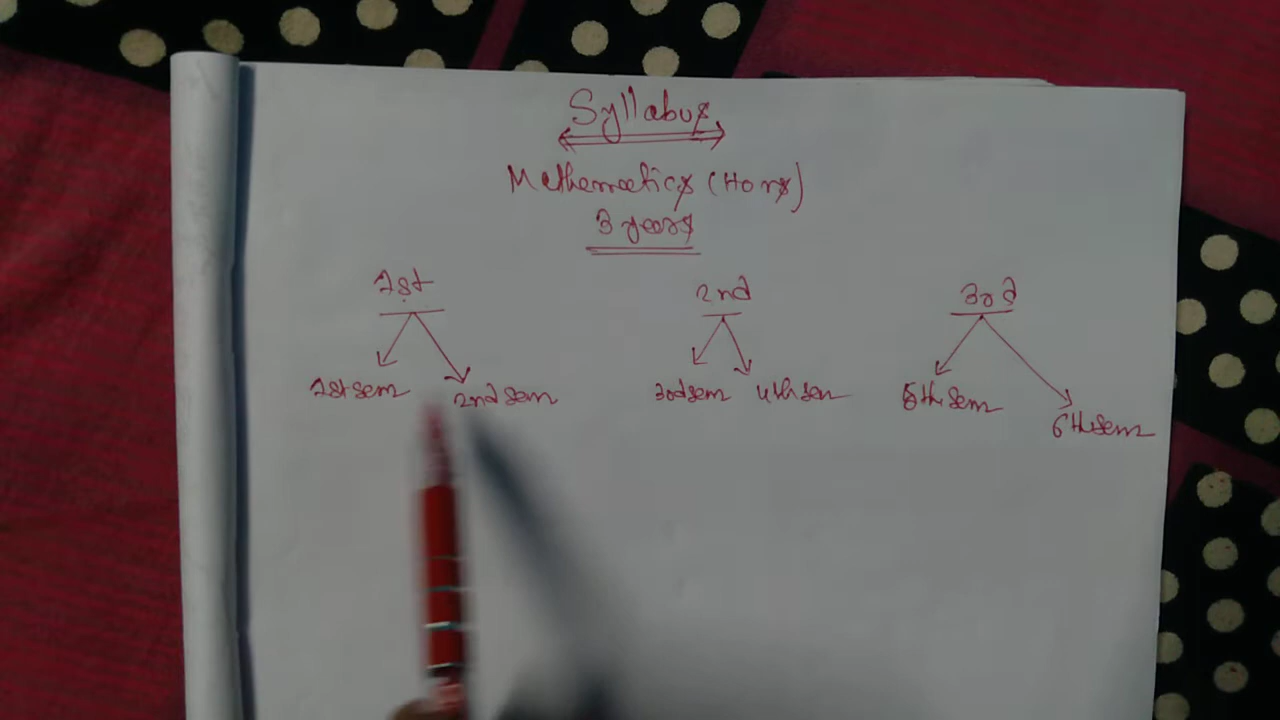 Syllabus
Mathematics (Hons)
3 years
1st 2nd 3rd
1st sem 2nd sem 3rd sem 4th sem 5th sem 6th sem